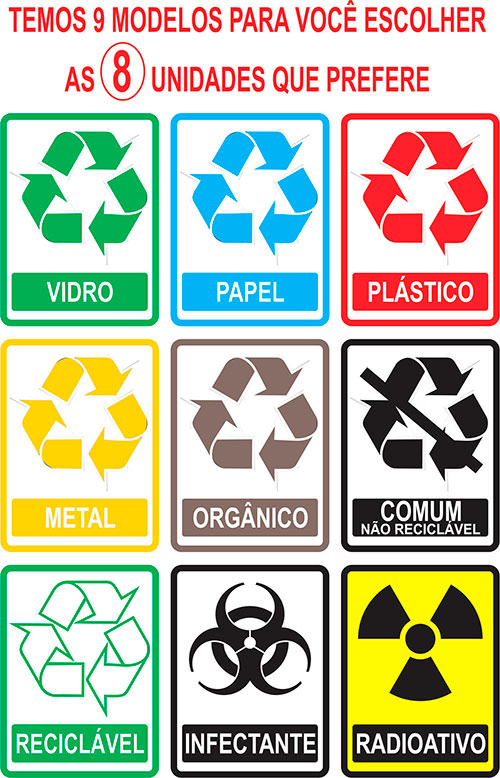 TEMOS 9 MODELOS PARA VOCÊ ESCOLHER
AS 8 UNIDADES QUE PREFERE
VIDRO
PAPEL
PLÁSTICO
METAL
ORGÂNICO
COMUM
NÃO RECICLÁVEL
RECICLÁVEL
INFECTANTE
RADIOATIVO